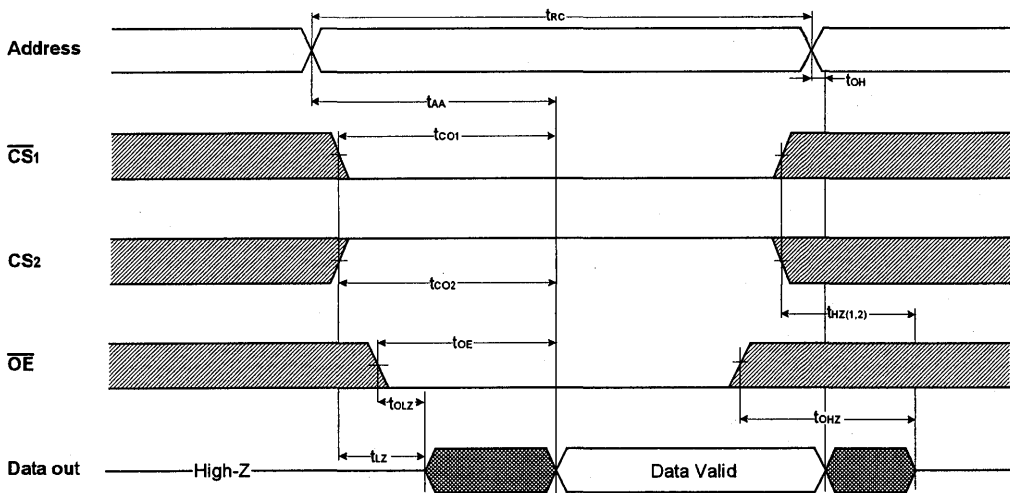 tRC
Address
tOH
tAA
tCO1
CS1
CS2
tCO2
tHZ(1,2)
tOE
OE
tOLZ
tOHZ
tLZ
Data out
High-Z
Data Valid